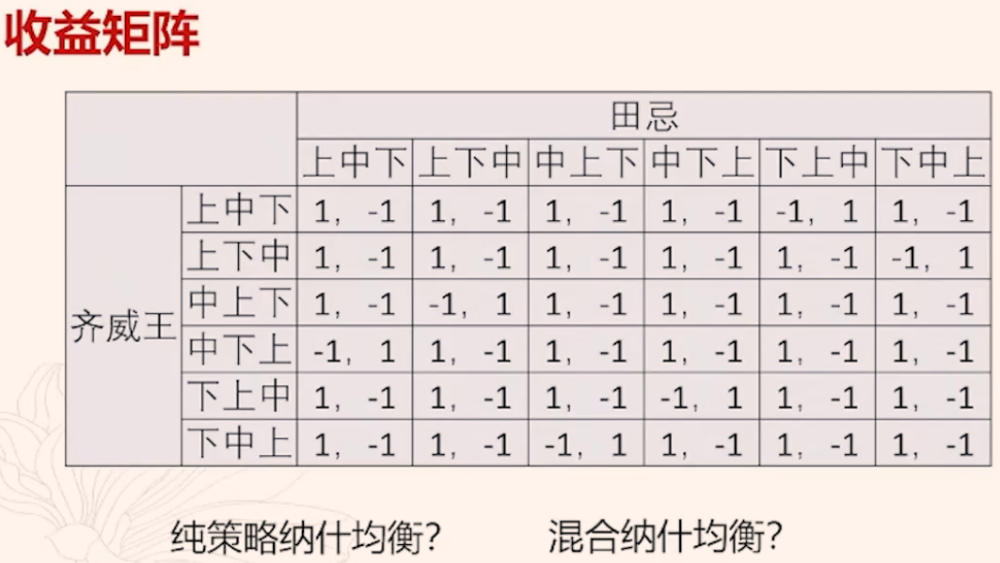 收益矩阵
田忌
上中下 上下中 中上下 中下上 下上中 下中上
齐威王
上中下 1, -1 1, -1 1, -1 1, -1 -1, 1 1, -1
上下中 1, -1 1, -1 1, -1 1, -1 1, -1 -1, 1
中上下 1, -1 -1, 1 1, -1 1, -1 1, -1 1, -1
中下上 -1, 1 1, -1 1, -1 1, -1 1, -1 1, -1
下上中 1, -1 1, -1 1, -1 -1, 1 1, -1 1, -1
下中上 1, -1 1, -1 -1, 1 1, -1 1, -1 1, -1
纯策略纳什均衡? 混合纳什均衡?